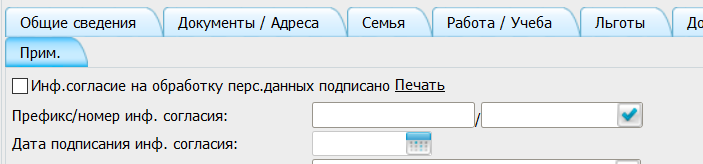 Общие сведения Документы / Адреса Семья Работа / Учеба Льготы
Прим.
Инф.согласие на обработку перс.данных подписано Печать
Префикс/номер инф. согласия: /
Дата подписания инф. согласия: